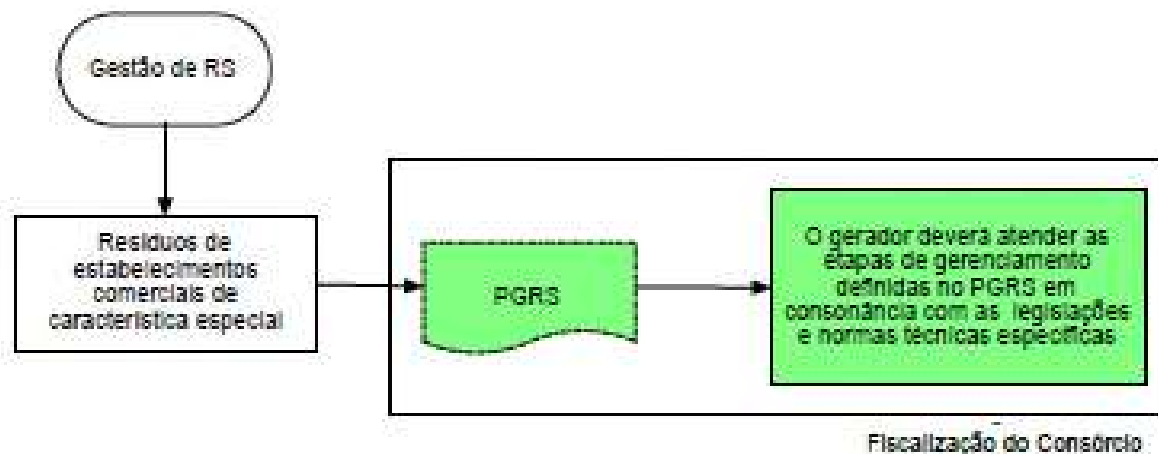 Gestão de RS
Resíduos de
estabelecimentos
comerciais de
característica especial
PGRS
O gerador deverá atender as
etapas de gerenciamento
definidas no PGRS em
consonância com as legislações
e normas técnicas específicas
Fiscalização do Consórcio